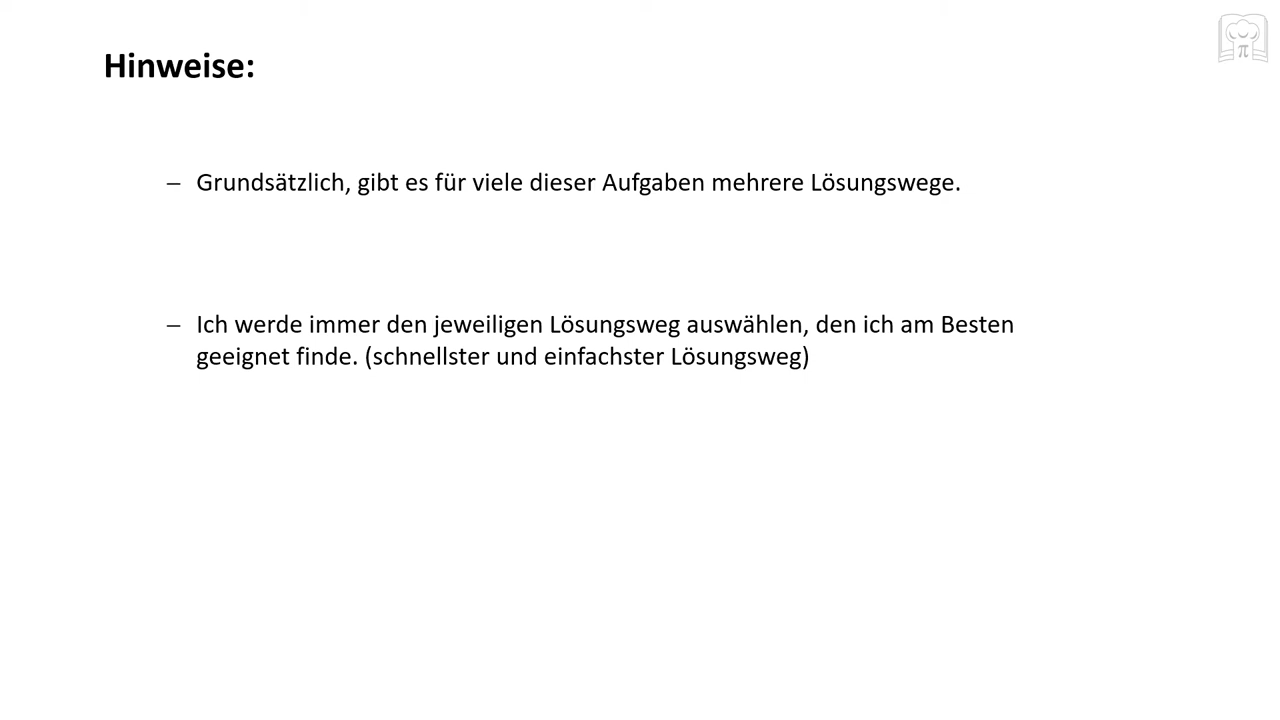 Hinweise:
– Grundsätzlich, gibt es für viele dieser Aufgaben mehrere Lösungswege.
– Ich werde immer den jeweiligen Lösungsweg auswählen, den ich am Besten
geeignet finde. (schnellster und einfachster Lösungsweg)
π